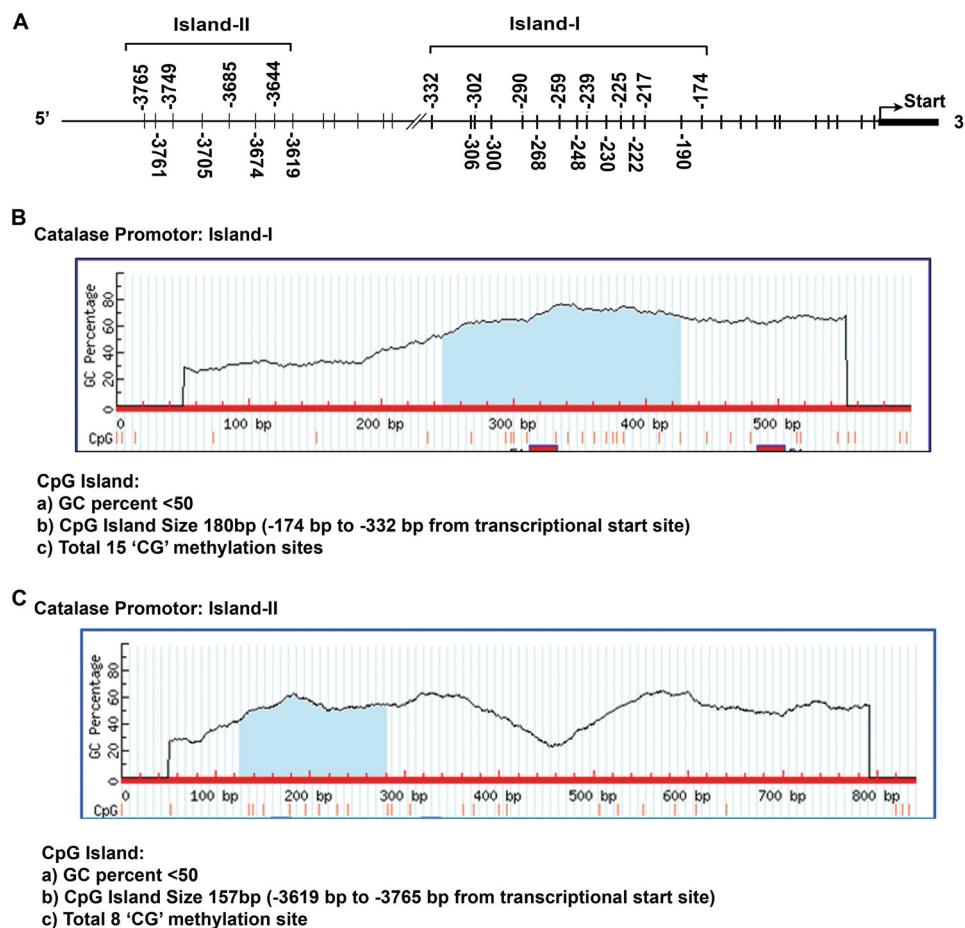 A
Island-II
Island-I
-3765
-3749
-3685
-3644
-332
-302
-290
-259
-239
-225
-217
-174
Start
5'
3
-3761
-3705
-3674
-3619
-306
-300
-268
-248
-230
-222
-190
B
Catalase Promotor: Island-I
GC Percentage
80
60
40
20
0
0 100 bp 200 bp 300 bp 400 bp 500 bp
CpG
CpG Island:
a) GC percent <50
b) CpG Island Size 180bp (-174 bp to -332 bp from transcriptional start site)
c) Total 15 ‘CG’ methylation sites
C
Catalase Promotor: Island-II
GC Percentage
80
60
40
20
0
0 100 bp 200 bp 300 bp 400 bp 500 bp 600 bp 700 bp 800 bp
CpG
CpG Island:
a) GC percent <50
b) CpG Island Size 157bp (-3619 bp to -3765 bp from transcriptional start site)
c) Total 8 ‘CG’ methylation site